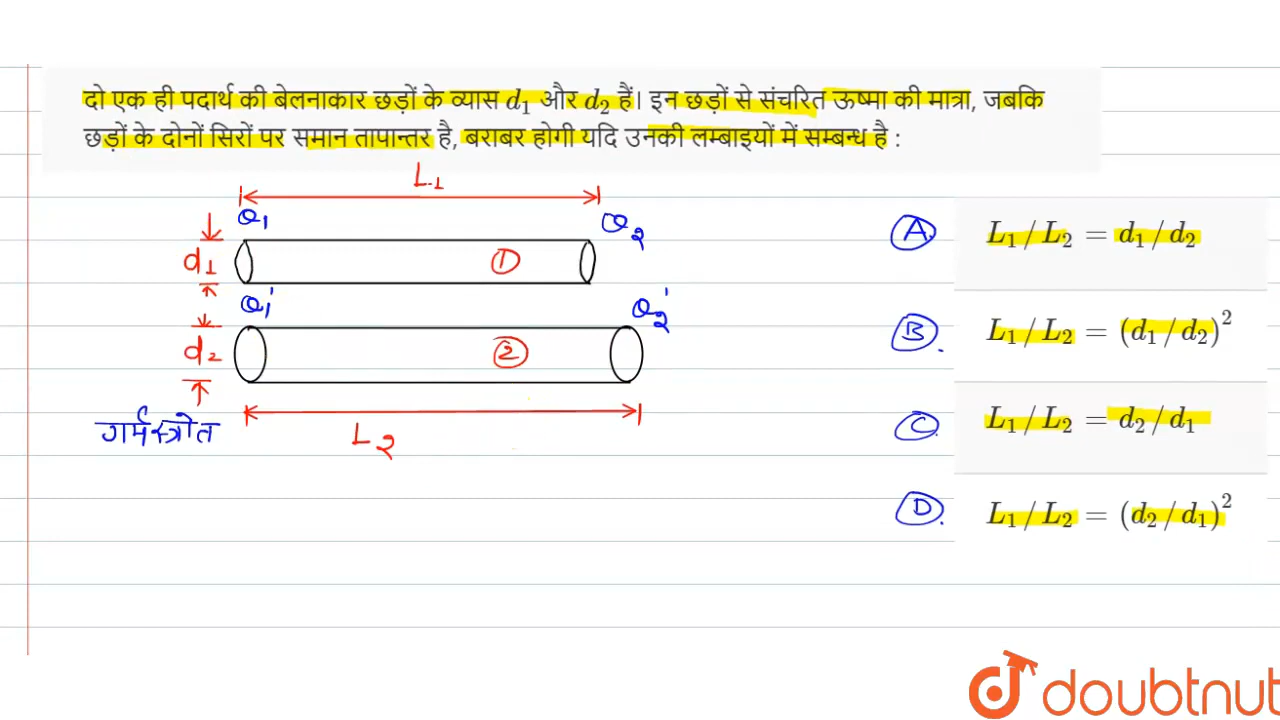 दो एक ही पदार्थ की बेलनाकार छड़ों के व्यास d₁ और d₂ हैं। इन छड़ों से संचरित ऊष्मा की मात्रा, जबकि
छड़ों के दोनों सिरों पर समान तापान्तर है, बराबर होगी यदि उनकी लम्बाइयों में सम्बन्ध है :
L₁
θ₁ θ₂
d₁ ①
θ₁' θ₂'
d₂ ②
गर्मस्त्रोत
L₂
A. L₁/L₂ = d₁/d₂
B. L₁/L₂ = (d₁/d₂)²
C. L₁/L₂ = d₂/d₁
D. L₁/L₂ = (d₂/d₁)²
doubtnut